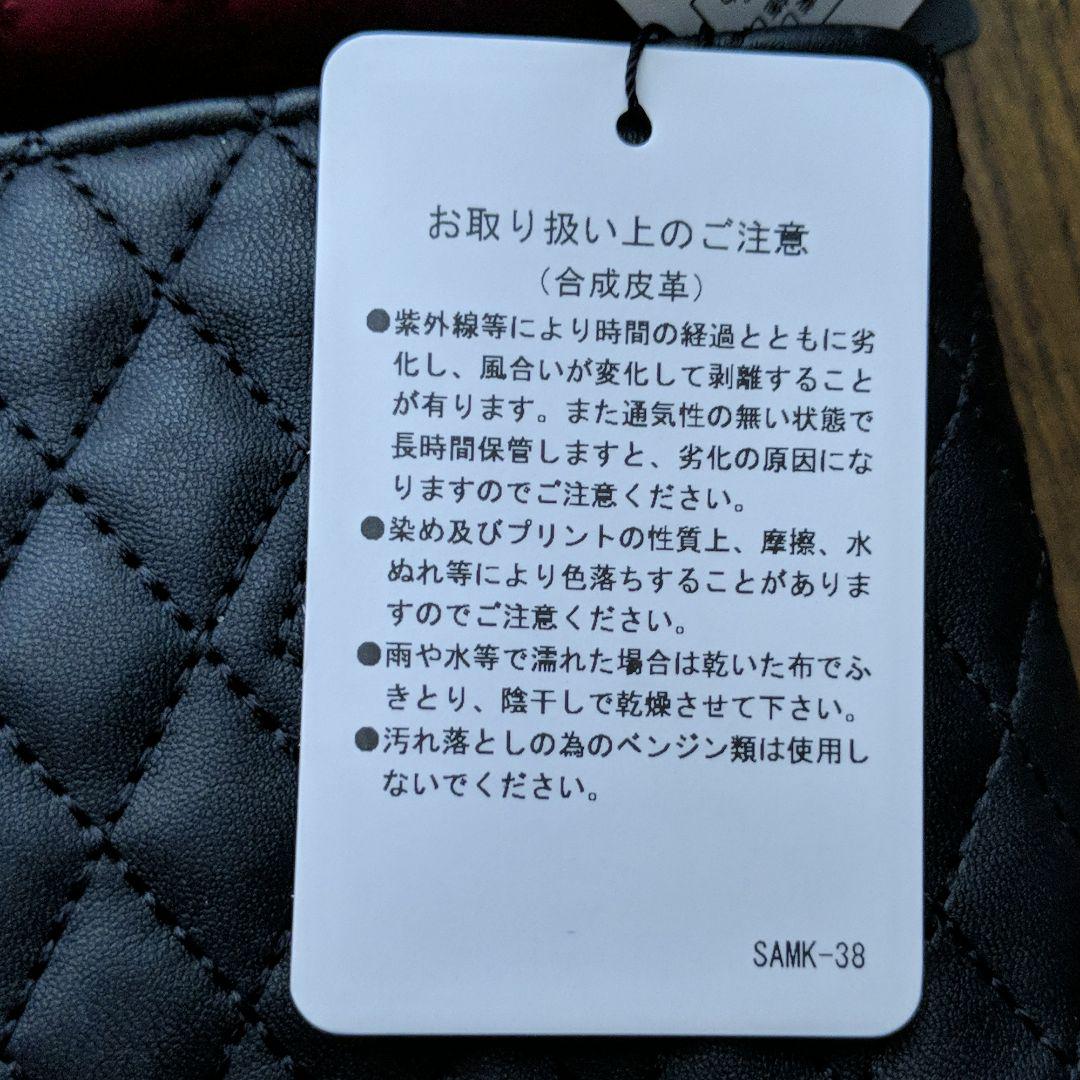 お取り扱い上のご注意
（合成皮革）
●紫外線等により時間の経過とともに劣
化し、風合いが変化して剥離すること
が有ります。また通気性の無い状態で
長時間保管しますと、劣化の原因にな
りますのでご注意ください。
●染め及びプリントの性質上、摩擦、水
ぬれ等により色落ちすることがありま
すのでご注意ください。
●雨や水等で濡れた場合は乾いた布でふ
きとり、陰干しで乾燥させて下さい。
●汚れ落としの為のベンジン類は使用し
ないでください。
SAMK-38